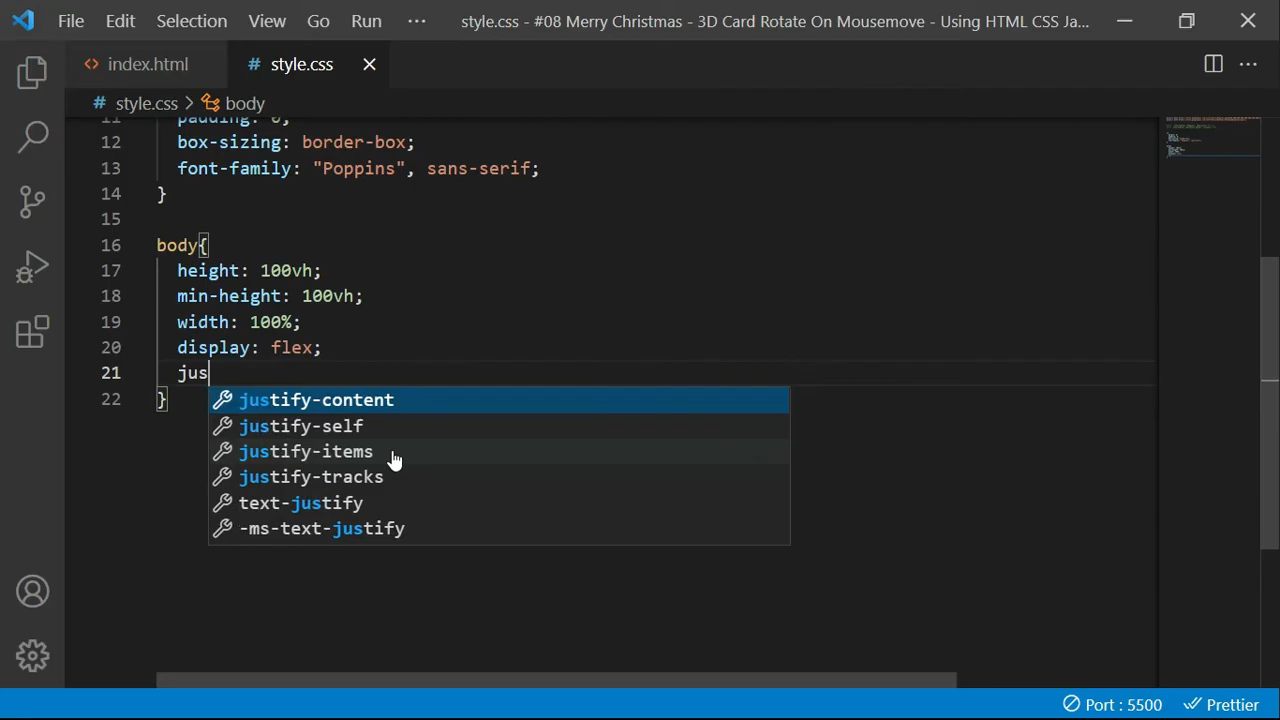 File Edit Selection View Go Run ··· style.css - #08 Merry Christmas - 3D Card Rotate On Mousemove - Using HTML CSS Ja...
<> index.html # style.css
# style.css > body
11 padding: 0;
12 box-sizing: border-box;
13 font-family: "Poppins", sans-serif;
14 }
15
16 body{
17 height: 100vh;
18 min-height: 100vh;
19 width: 100%;
20 display: flex;
21 jus
22 }
justify-content
justify-self
justify-items
justify-tracks
text-justify
-ms-text-justify
Port : 5500 Prettier